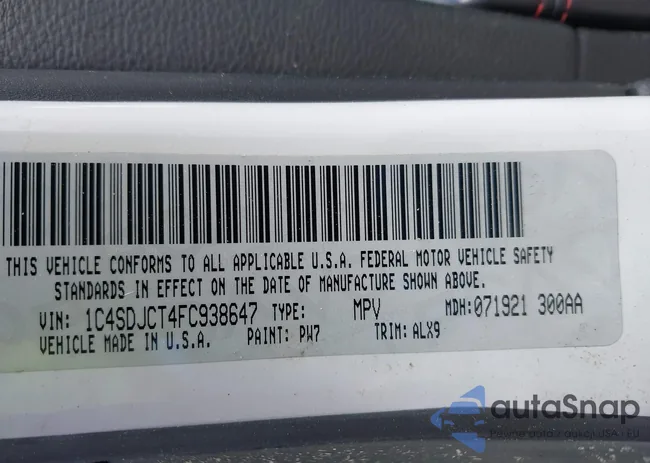 THIS VEHICLE CONFORMS TO ALL APPLICABLE U.S.A. FEDERAL MOTOR VEHICLE SAFETY
STANDARDS IN EFFECT ON THE DATE OF MANUFACTURE SHOWN ABOVE.
VIN: 1C4SDJCT4FC938647 TYPE: MPV MDH:071921 300AA
VEHICLE MADE IN U.S.A. PAINT: PW7 TRIM: ALX9
autaSnap